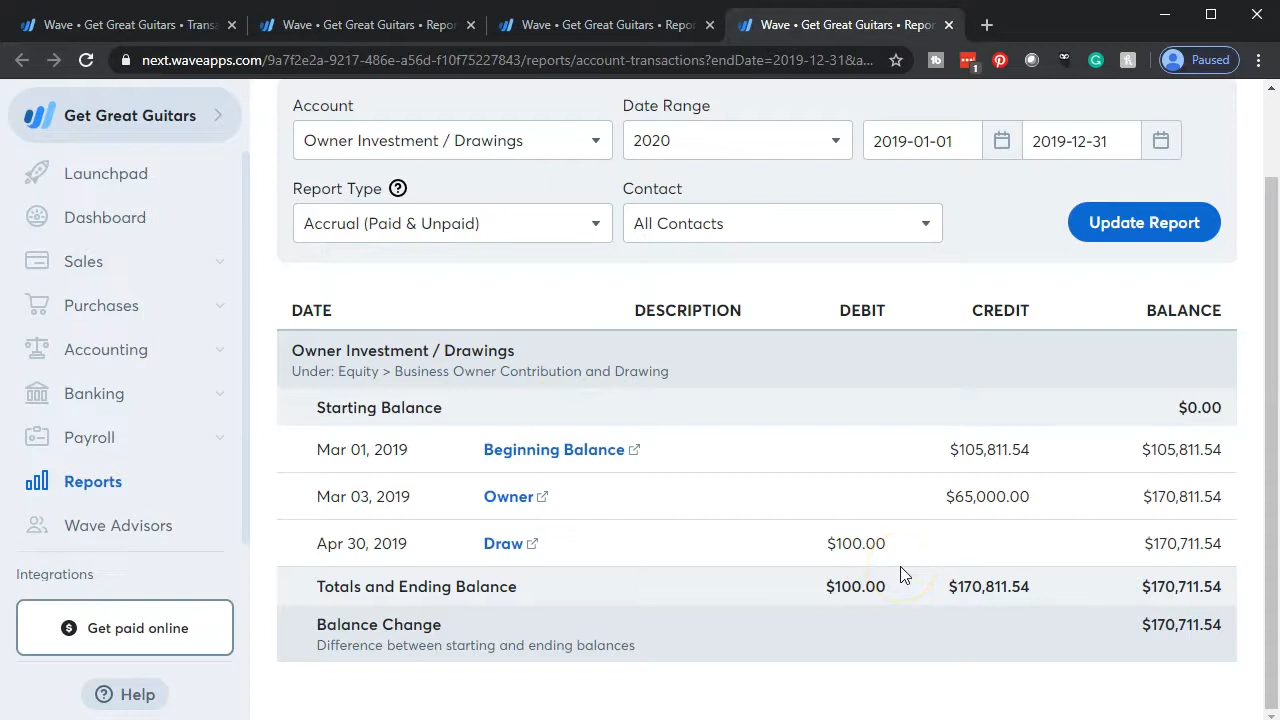 Wave • Get Great Guitars • Transa
Wave • Get Great Guitars • Repor
Wave • Get Great Guitars • Repor
Wave • Get Great Guitars • Repor
next.waveapps.com/9a7f2e2a-9217-486e-a56f-f10f75227843/reports/account-transactions?endDate=2019-12-31&a...
1
Paused
Get Great Guitars
Launchpad
Dashboard
Sales
Purchases
Accounting
Banking
Payroll
Reports
Wave Advisors
Integrations
Get paid online
Help
Account
Date Range
Owner Investment / Drawings
2020
2019-01-01
2019-12-31
Report Type
Contact
Accrual (Paid & Unpaid)
All Contacts
Update Report
DATE DESCRIPTION DEBIT CREDIT BALANCE
Owner Investment / Drawings
Under: Equity > Business Owner Contribution and Drawing
Starting Balance $0.00
Mar 01, 2019 Beginning Balance $105,811.54 $105,811.54
Mar 03, 2019 Owner $65,000.00 $170,811.54
Apr 30, 2019 Draw $100.00 $170,711.54
Totals and Ending Balance $100.00 $170,811.54 $170,711.54
Balance Change $170,711.54
Difference between starting and ending balances